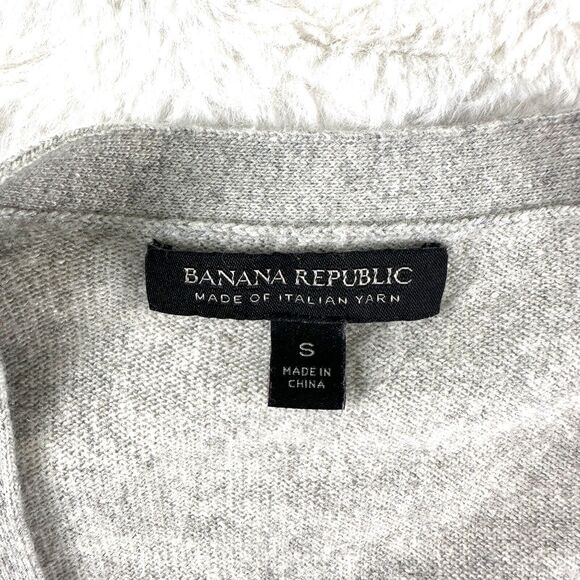 BANANA REPUBLIC
MADE OF ITALIAN YARN
S
MADE IN
CHINA